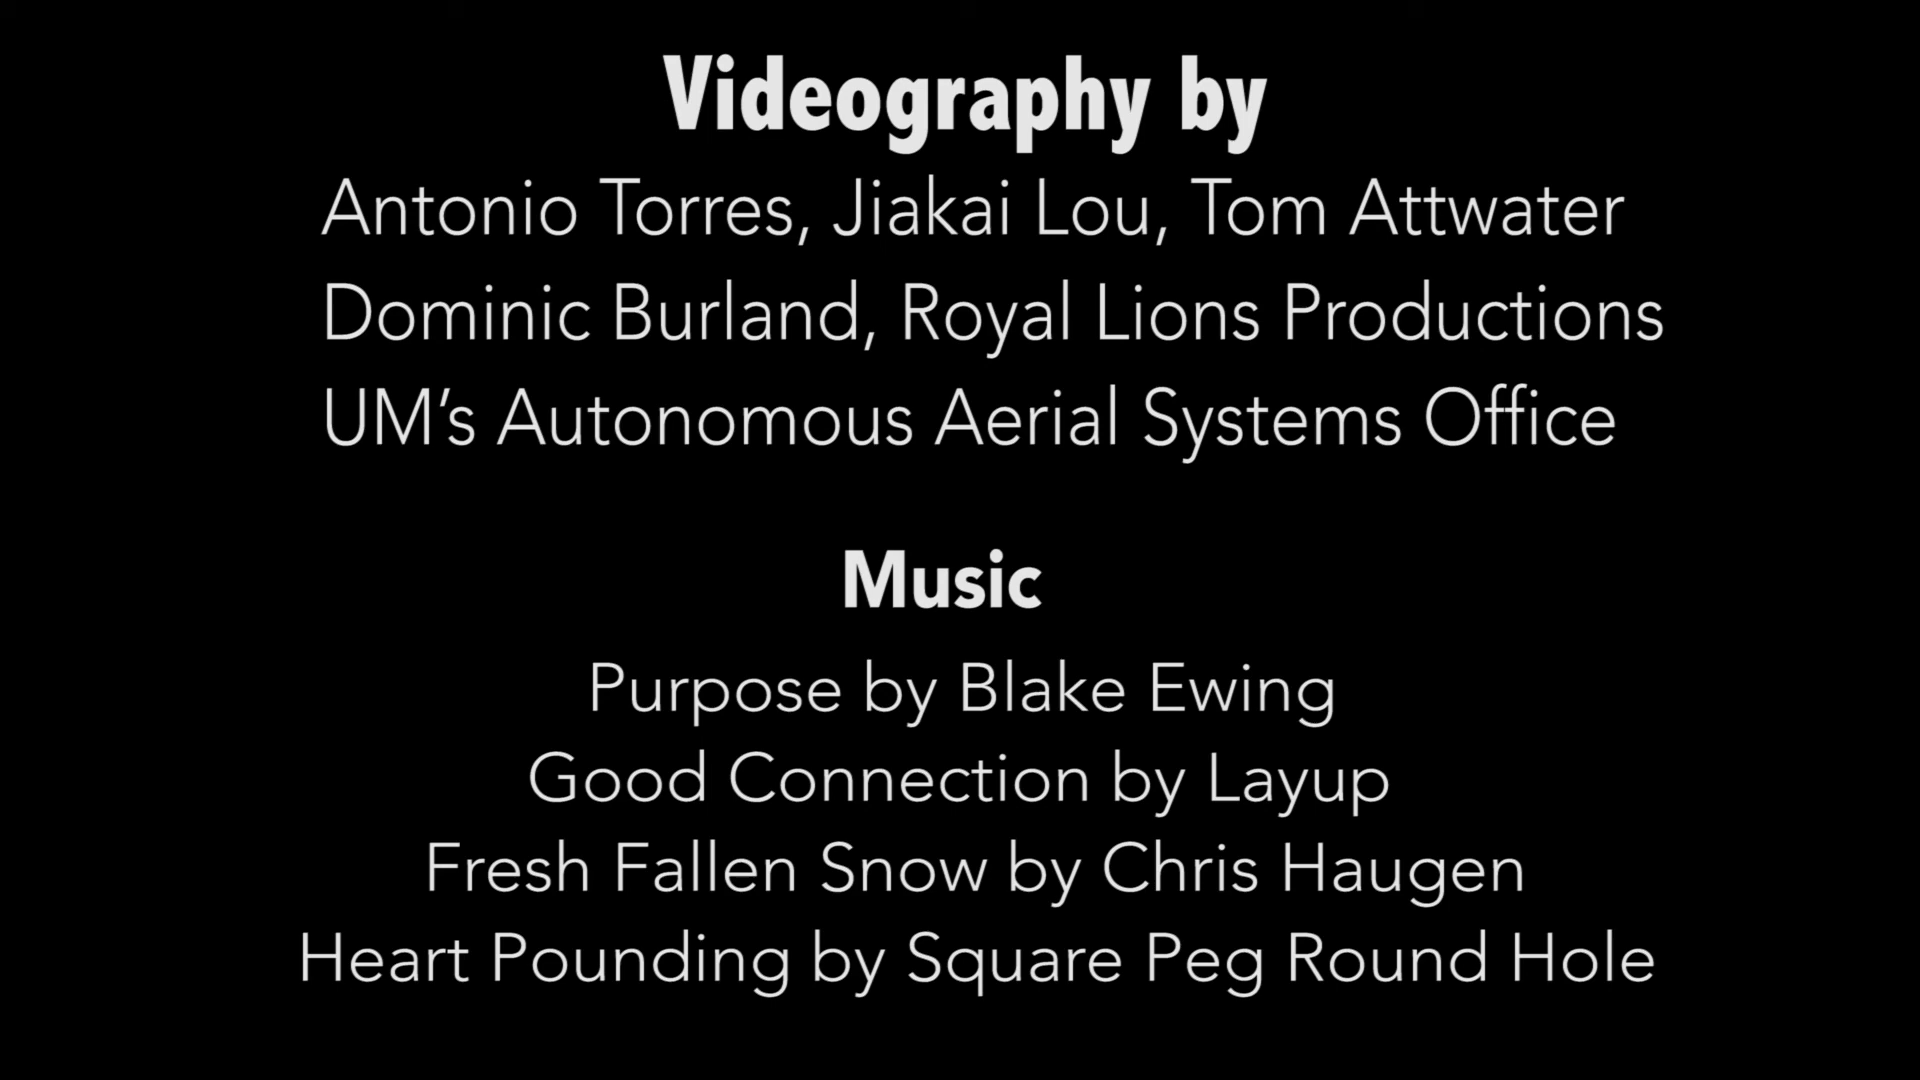 Videography by
Antonio Torres, Jiakai Lou, Tom Attwater
Dominic Burland, Royal Lions Productions
UM’s Autonomous Aerial Systems Office
Music
Purpose by Blake Ewing
Good Connection by Layup
Fresh Fallen Snow by Chris Haugen
Heart Pounding by Square Peg Round Hole